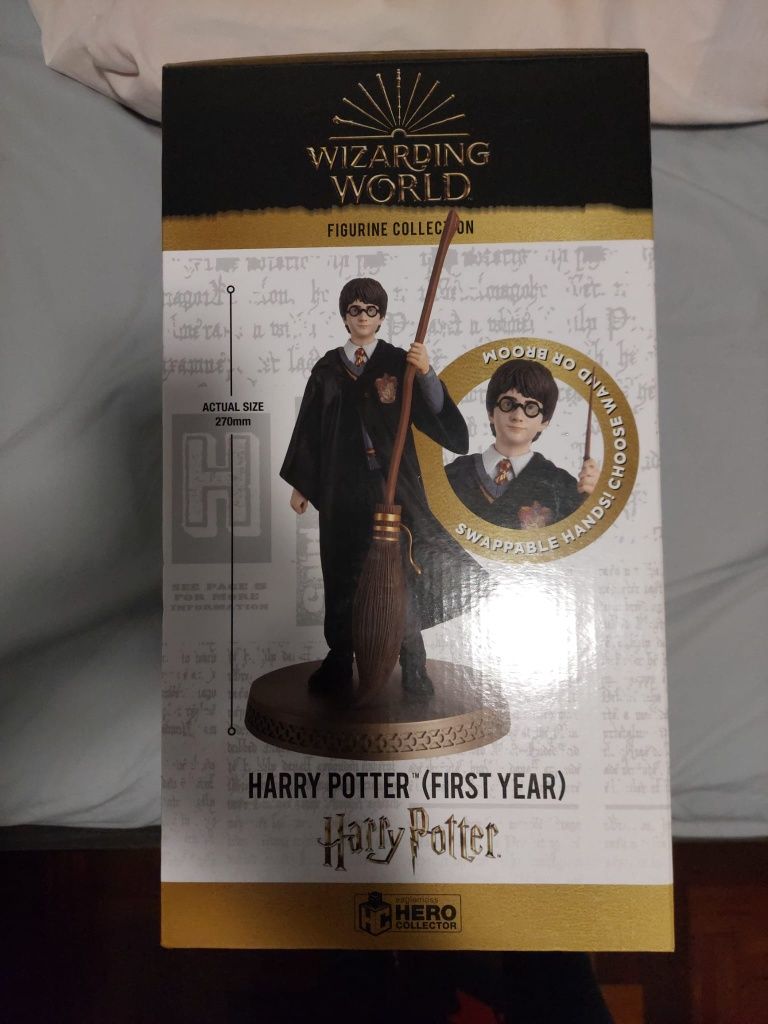 WIZARDING
WORLD
FIGURINE COLLECTION
ACTUAL SIZE
270mm
SWAPPABLE HANDS! CHOOSE WAND OR BROOM
SEE PAGE 5
FOR MORE
INFORMATION
HARRY POTTER™ (FIRST YEAR)
Harry Potter
eaglemoss
HERO
COLLECTOR